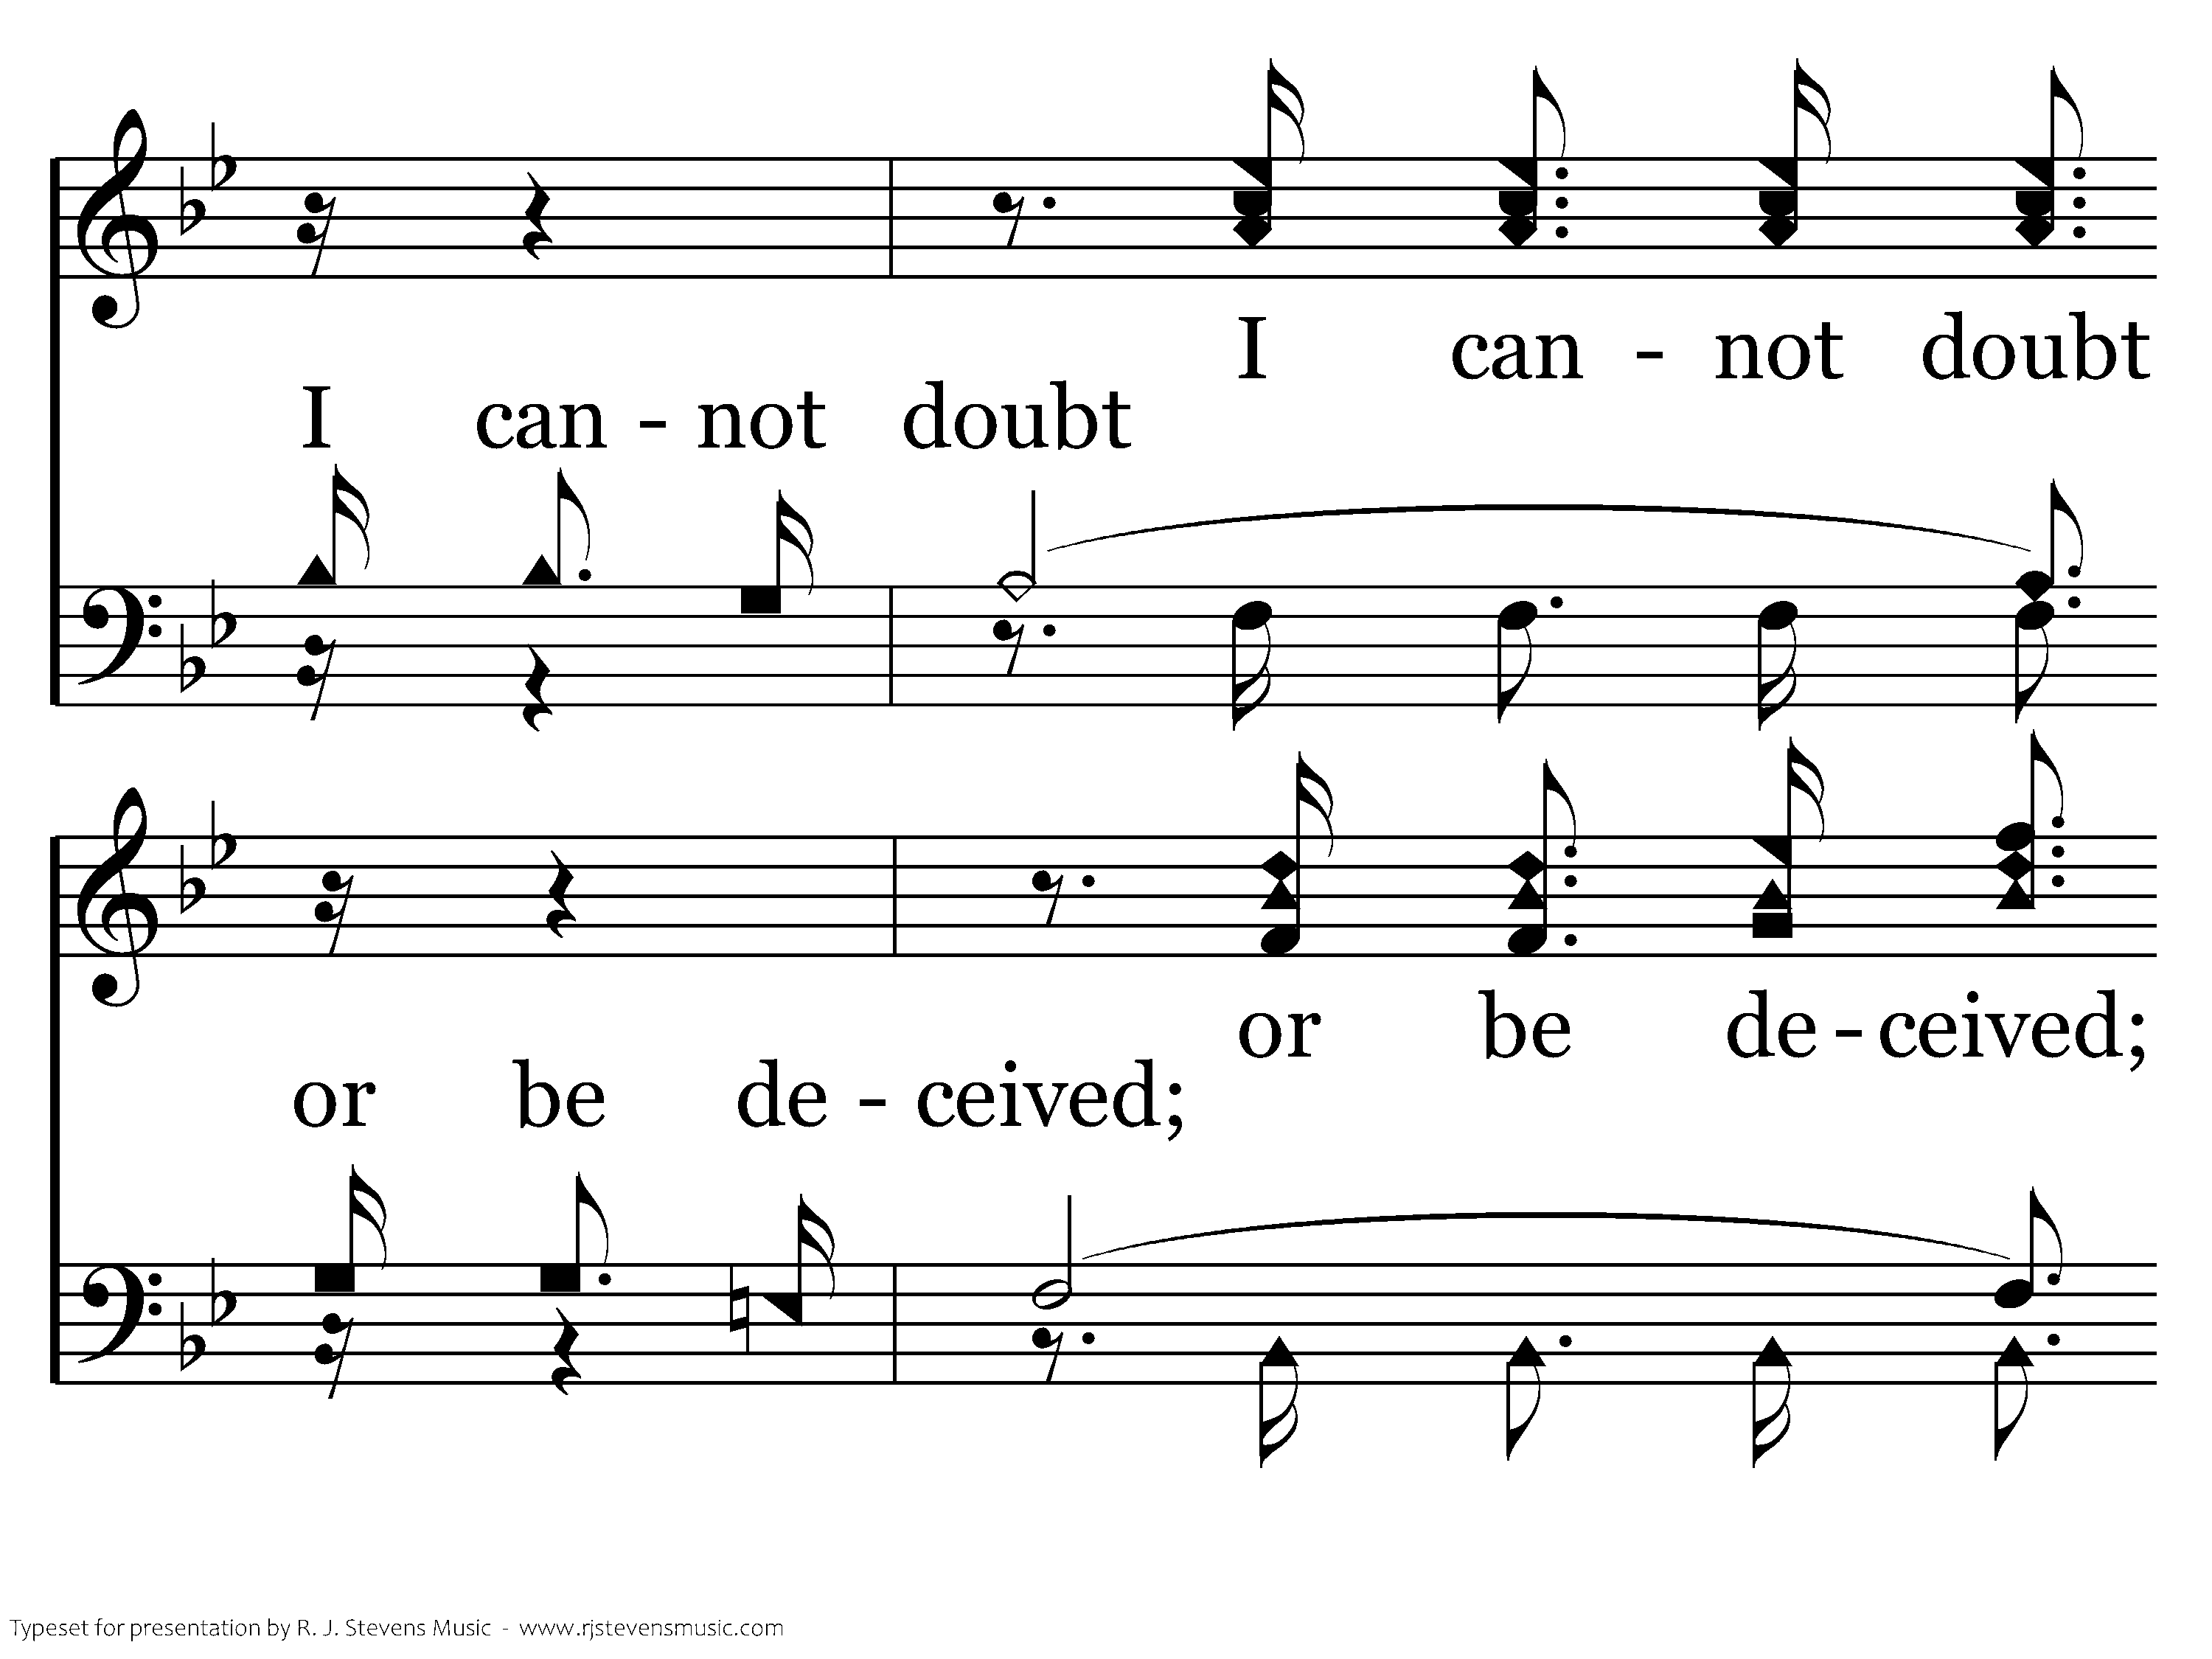 I can - not doubt
I can - not doubt
or be de - ceived;
or be de - ceived;
Typeset for presentation by R. J. Stevens Music - www.rjstevensmusic.com